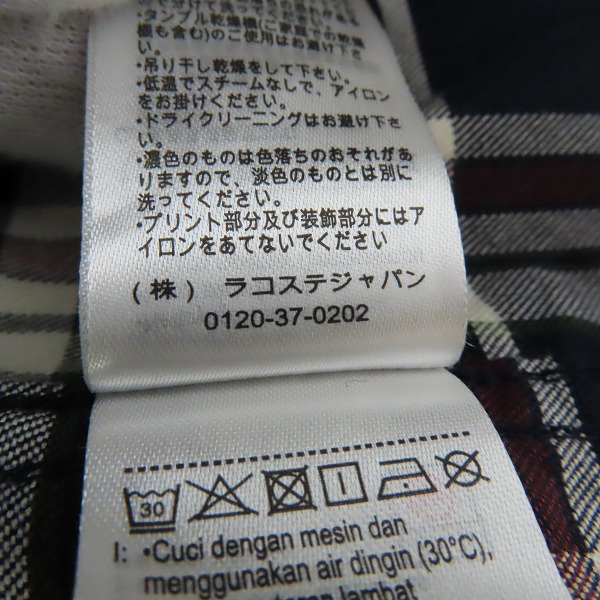 ・タンブル乾燥機(ご家庭での乾燥
機も含む)のご使用はお避け下さい。
・吊り干し乾燥をして下さい。
・低温でスチームなしで、アイロン
をお掛けください。
・ドライクリーニングはお避け下さ
い。
・濃色のものは色落ちのおそれがあ
りますので、淡色のものとは別に
洗ってください。
・プリント部分及び装飾部分にはア
イロンをあてないでください
(株) ラコステジャパン
0120-37-0202
30
I: •Cuci dengan mesin dan
menggunakan air dingin (30°C),
lambat